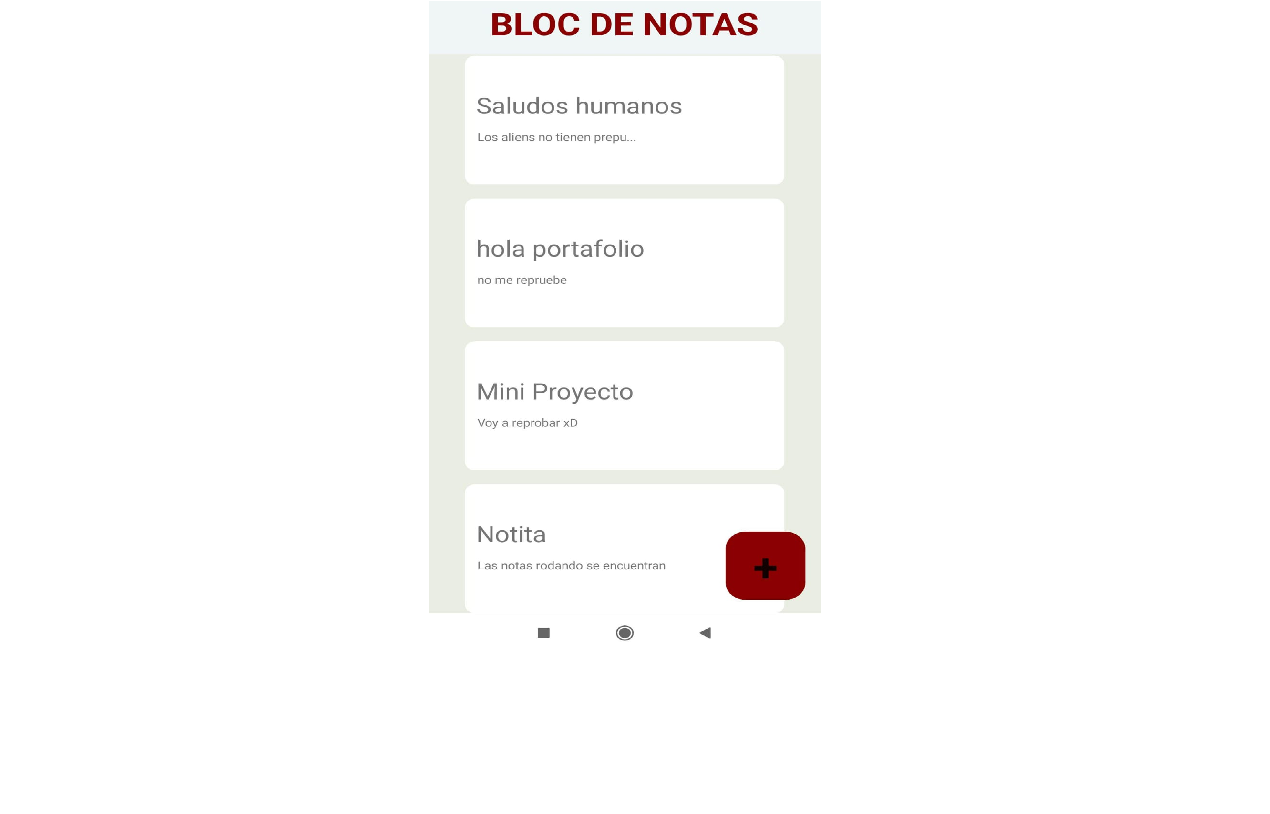 BLOC DE NOTAS
Saludos humanos
Los aliens no tienen prepu...
hola portafolio
no me repruebe
Mini Proyecto
Voy a reprobar xD
Notita
Las notas rodando se encuentran
+